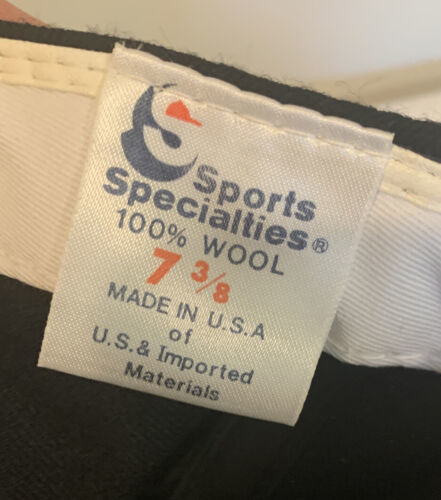 Sports
Specialties®
100% WOOL
7 3/8
MADE IN U.S.A
of
U.S. & Imported
Materials